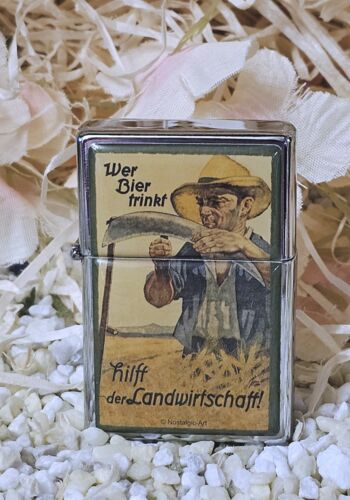 Wer
Bier
trinkt
hilft
der Landwirtschaft!
© Nostalgic-Art